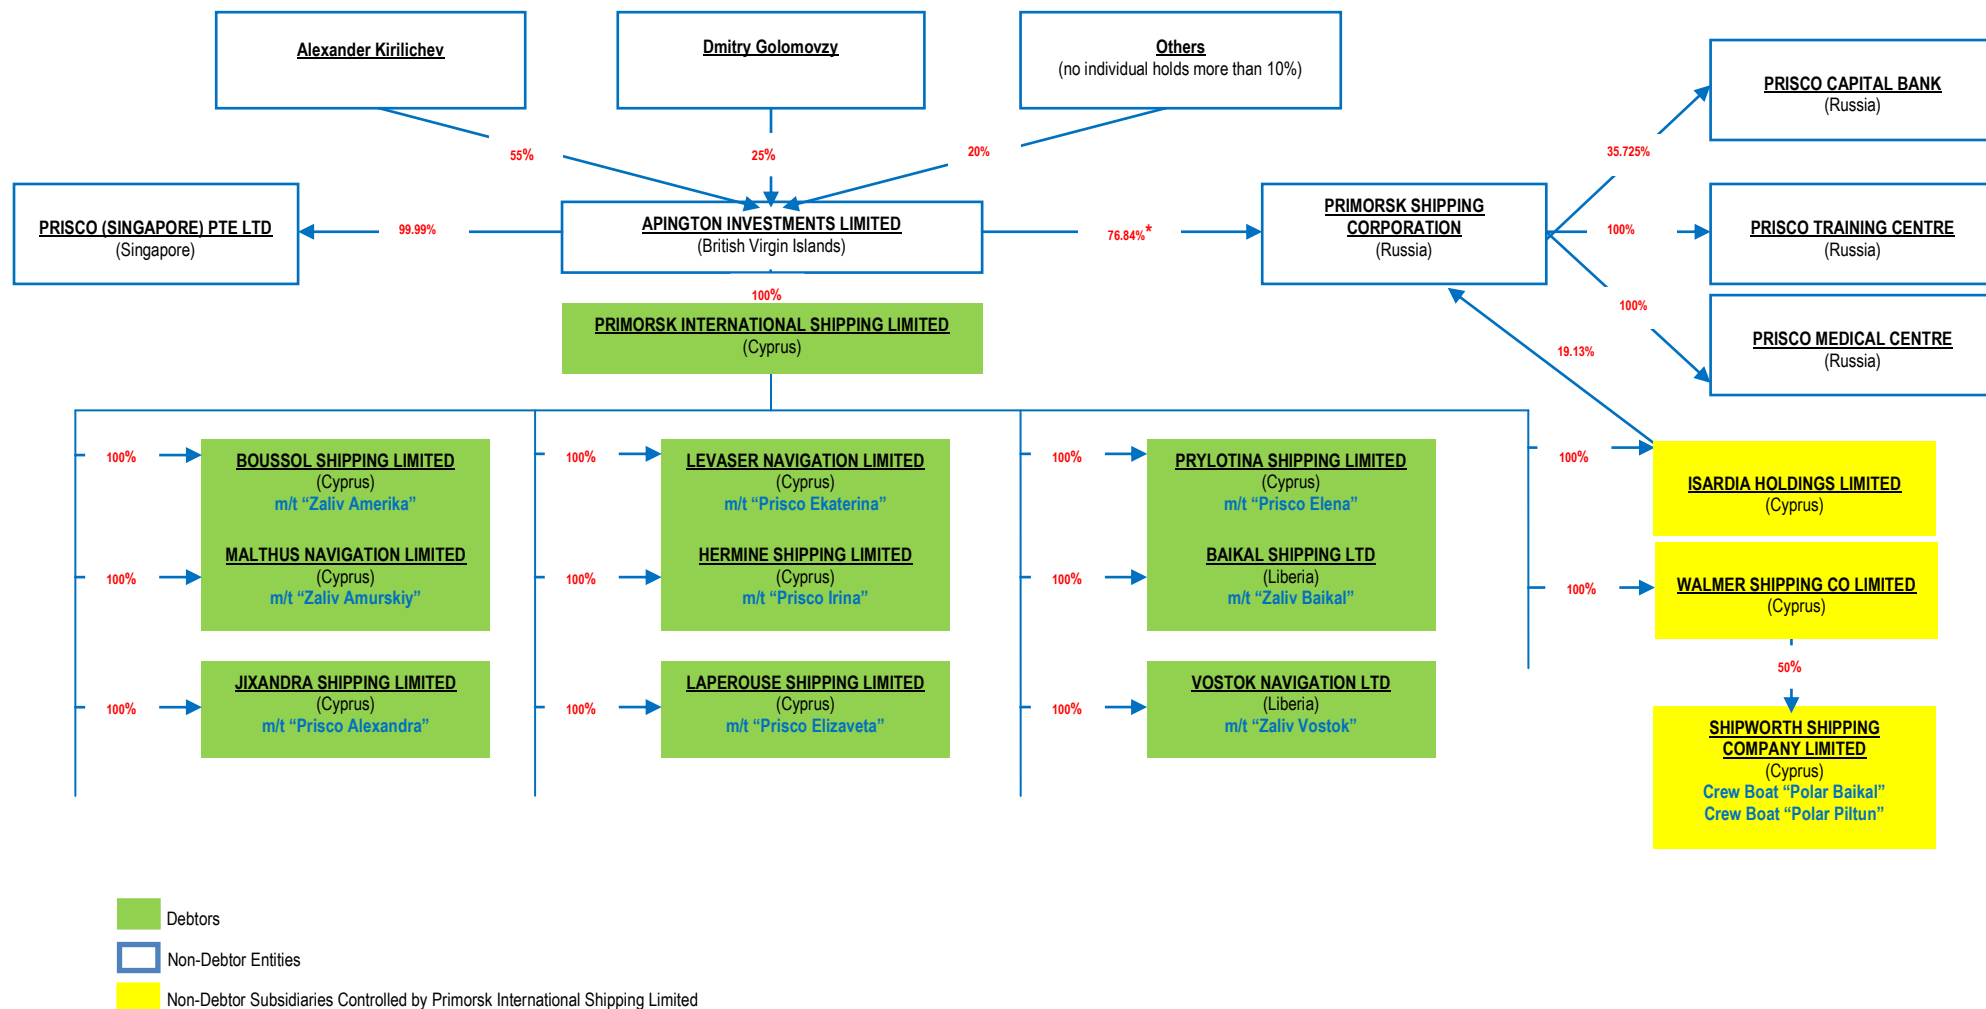 Alexander Kirilichev
Dmitry Golomovzy
Others
(no individual holds more than 10%)
PRISCO CAPITAL BANK
(Russia)
55%
25%
20%
35.725%
PRISCO (SINGAPORE) PTE LTD
(Singapore)
99.99%
APINGTON INVESTMENTS LIMITED
(British Virgin Islands)
76.84%*
PRIMORSK SHIPPING
CORPORATION
(Russia)
100%
PRISCO TRAINING CENTRE
(Russia)
100%
PRISCO MEDICAL CENTRE
(Russia)
100%
PRIMORSK INTERNATIONAL SHIPPING LIMITED
(Cyprus)
19.13%
100%
BOUSSOL SHIPPING LIMITED
(Cyprus)
m/t “Zaliv Amerika”
100%
LEVASER NAVIGATION LIMITED
(Cyprus)
m/t “Prisco Ekaterina”
100%
PRYLOTINA SHIPPING LIMITED
(Cyprus)
m/t “Prisco Elena”
100%
ISARDIA HOLDINGS LIMITED
(Cyprus)
100%
MALTHUS NAVIGATION LIMITED
(Cyprus)
m/t “Zaliv Amurskiy”
100%
HERMINE SHIPPING LIMITED
(Cyprus)
m/t “Prisco Irina”
100%
BAIKAL SHIPPING LTD
(Liberia)
m/t “Zaliv Baikal”
100%
WALMER SHIPPING CO LIMITED
(Cyprus)
50%
100%
JIXANDRA SHIPPING LIMITED
(Cyprus)
m/t “Prisco Alexandra”
100%
LAPEROUSE SHIPPING LIMITED
(Cyprus)
m/t “Prisco Elizaveta”
100%
VOSTOK NAVIGATION LTD
(Liberia)
m/t “Zaliv Vostok”
SHIPWORTH SHIPPING
COMPANY LIMITED
(Cyprus)
Crew Boat “Polar Baikal”
Crew Boat “Polar Piltun”
Debtors
Non-Debtor Entities
Non-Debtor Subsidiaries Controlled by Primorsk International Shipping Limited